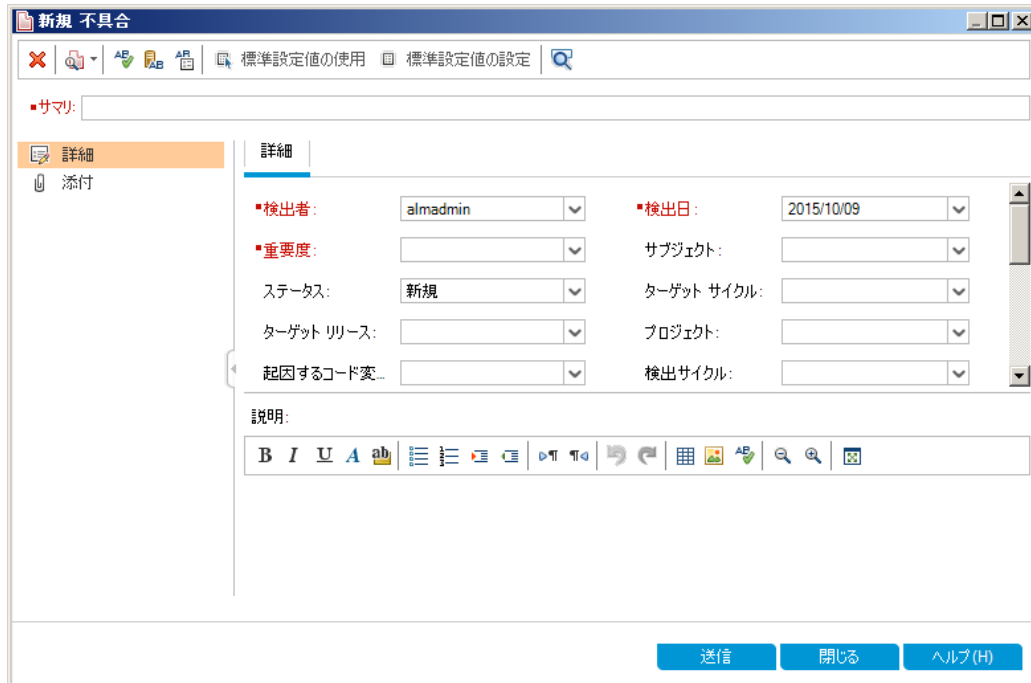 新規 不具合
標準設定値の使用 標準設定値の設定
サマリ:
詳細
添付
詳細
検出者: almadmin 検出日: 2015/10/09
重要度: サブジェクト:
ステータス: 新規 ターゲット サイクル:
ターゲット リリース: プロジェクト:
起因するコード変... 検出サイクル:
説明:
B I U A ab
送信 閉じる ヘルプ(H)